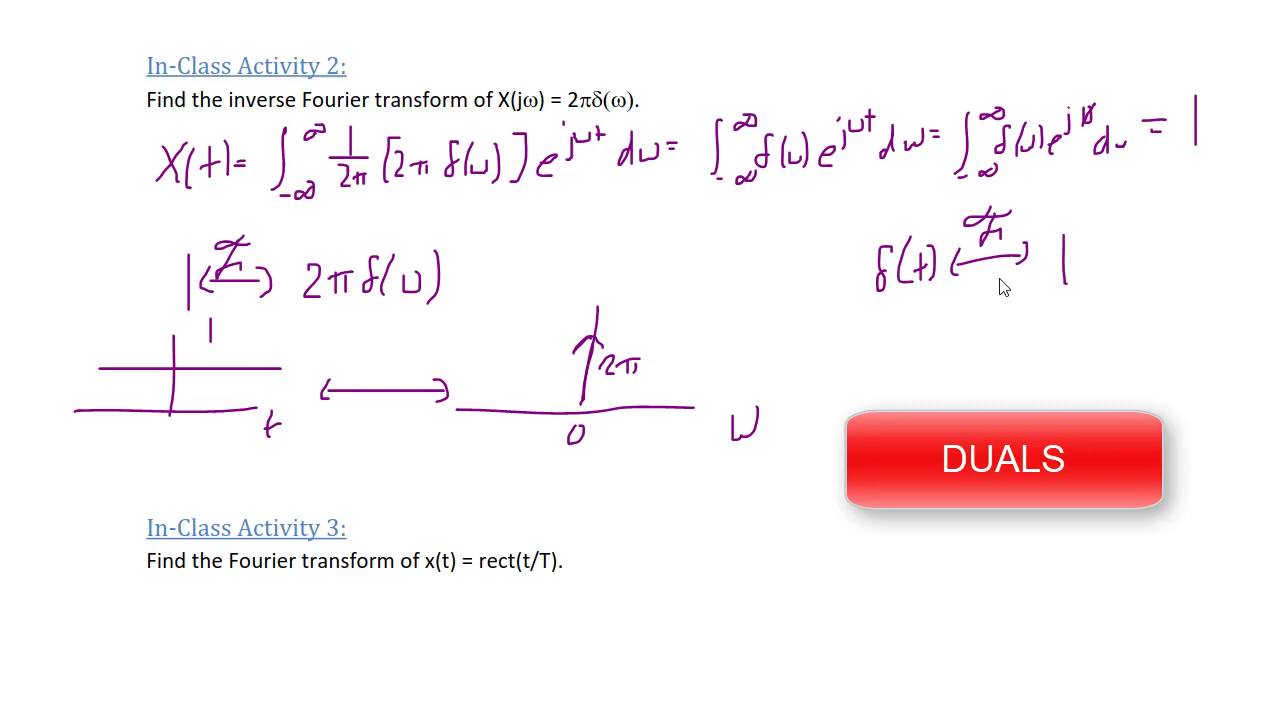 In-Class Activity 2:
Find the inverse Fourier transform of X(jω) = 2πδ(ω).
X(t)= ∫_{-∞}^{∞} 1/2π [2π δ(ω)] e^{jωt} dω = ∫_{-∞}^{∞} δ(ω) e^{jωt} dω = ∫_{-∞}^{∞} δ(ω) e^{j0} dω = 1
1 ⟷^{ℱ} 2πδ(ω)
δ(t) ⟷^{ℱ} 1
1
2π
t
0
ω
DUALS
In-Class Activity 3:
Find the Fourier transform of x(t) = rect(t/T).